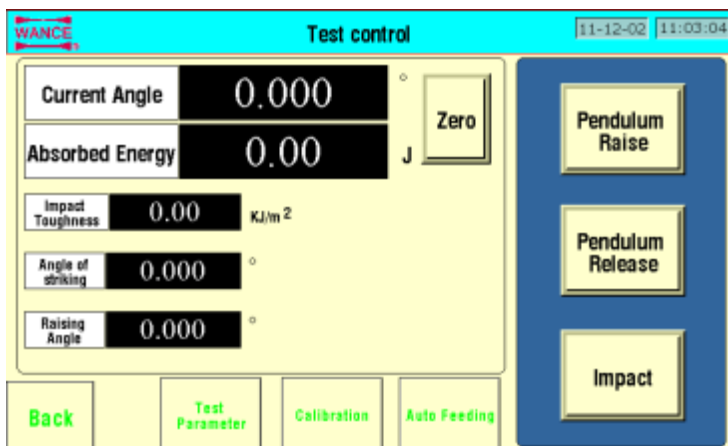 WANCE
Test control
11-12-02 11:03:04
Current Angle 0.000 °
Zero
Absorbed Energy 0.00 J
Impact
Toughness
0.00 KJ/m 2
Angle of
striking
0.000 °
Raising
Angle
0.000 °
Pendulum
Raise
Pendulum
Release
Impact
Back
Test
Parameter
Calibration
Auto Feeding